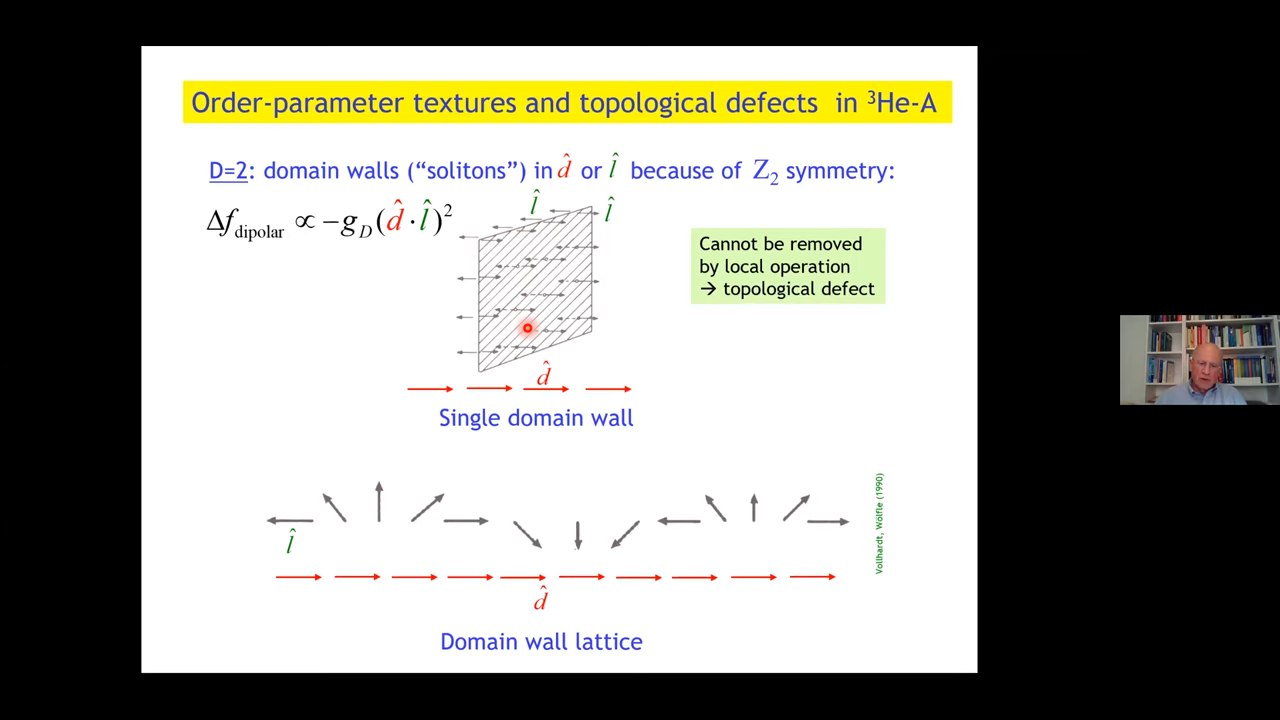 Order-parameter textures and topological defects in ³He-A
D=2: domain walls (“solitons”) in d̂ or l̂ because of Z₂ symmetry:
Δf_dipolar ∝ −g_D(d̂·l̂)²
l̂
l̂
Cannot be removed
by local operation
→ topological defect
d̂
Single domain wall
l̂
d̂
Domain wall lattice
Vollhardt, Wölfle (1990)